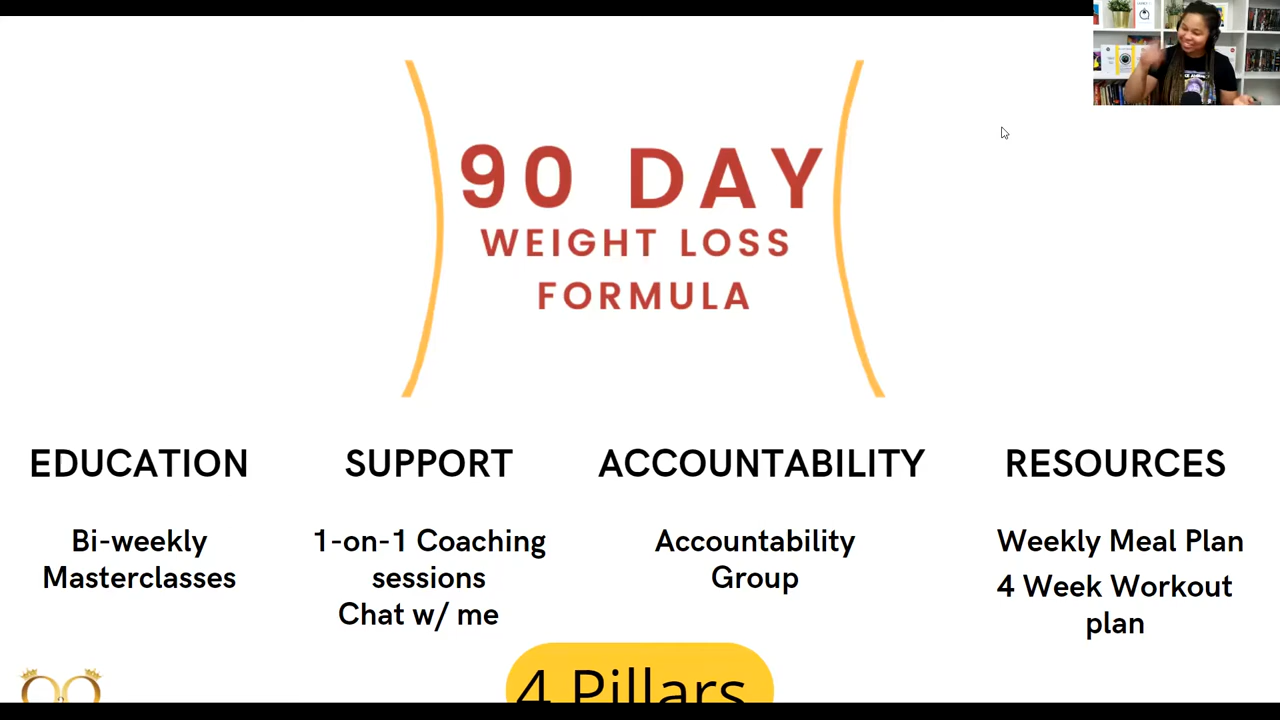 90 DAY
WEIGHT LOSS
FORMULA
EDUCATION
Bi-weekly
Masterclasses
SUPPORT
1-on-1 Coaching
sessions
Chat w/ me
ACCOUNTABILITY
Accountability
Group
RESOURCES
Weekly Meal Plan
4 Week Workout
plan
4 Pillars